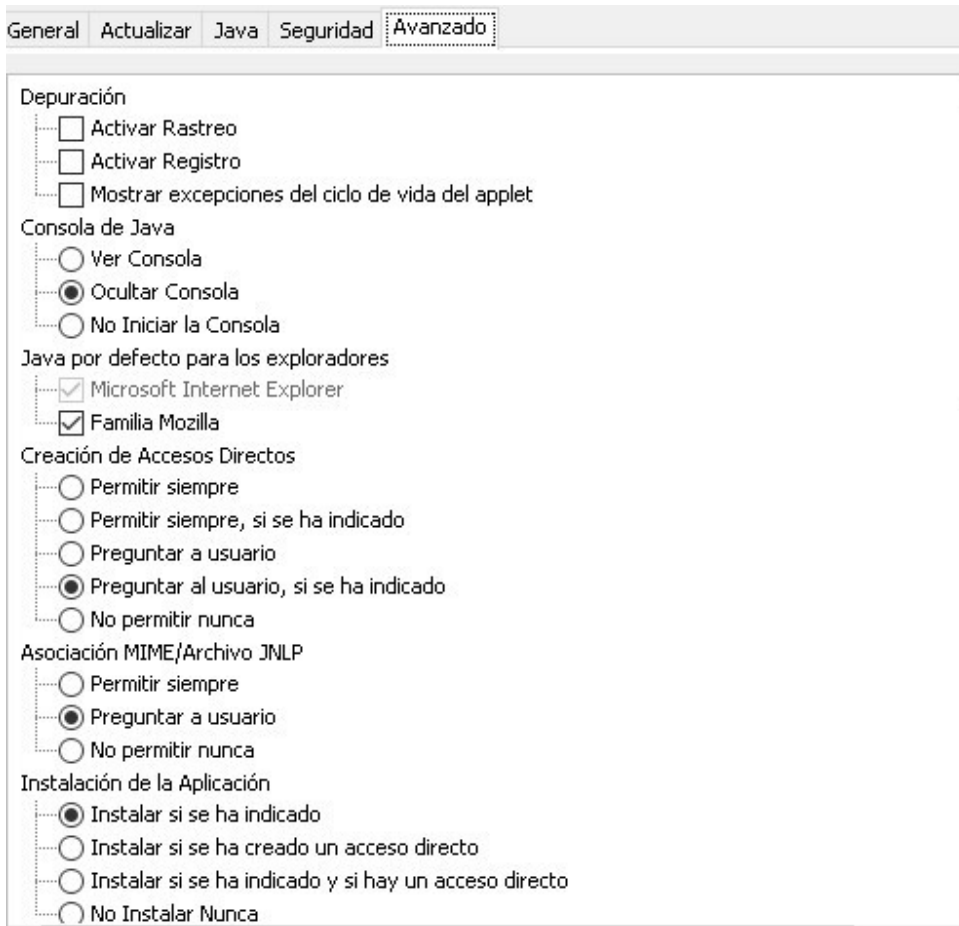 General Actualizar Java Seguridad Avanzado
Depuración
Activar Rastreo
Activar Registro
Mostrar excepciones del ciclo de vida del applet
Consola de Java
Ver Consola
Ocultar Consola
No Iniciar la Consola
Java por defecto para los exploradores
Microsoft Internet Explorer
Familia Mozilla
Creación de Accesos Directos
Permitir siempre
Permitir siempre, si se ha indicado
Preguntar a usuario
Preguntar al usuario, si se ha indicado
No permitir nunca
Asociación MIME/Archivo JNLP
Permitir siempre
Preguntar a usuario
No permitir nunca
Instalación de la Aplicación
Instalar si se ha indicado
Instalar si se ha creado un acceso directo
Instalar si se ha indicado y si hay un acceso directo
No Instalar Nunca